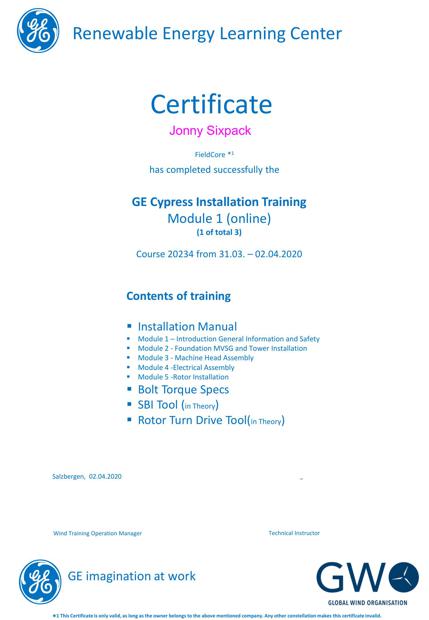 GE
Renewable Energy Learning Center
Certificate
Jonny Sixpack
FieldCore *1
has completed successfully the
GE Cypress Installation Training
Module 1 (online)
(1 of total 3)
Course 20234 from 31.03. – 02.04.2020
Contents of training
▪ Installation Manual
▪ Module 1 – Introduction General Information and Safety
▪ Module 2 - Foundation MVSG and Tower Installation
▪ Module 3 - Machine Head Assembly
▪ Module 4 -Electrical Assembly
▪ Module 5 -Rotor Installation
▪ Bolt Torque Specs
▪ SBI Tool (in Theory)
▪ Rotor Turn Drive Tool(in Theory)
Salzbergen, 02.04.2020
Wind Training Operation Manager
Technical Instructor
GE
GE imagination at work
GWO
GLOBAL WIND ORGANISATION
*1 This Certificate is only valid, as long as the owner belongs to the above mentioned company. Any other constellation makes this certificate invalid.